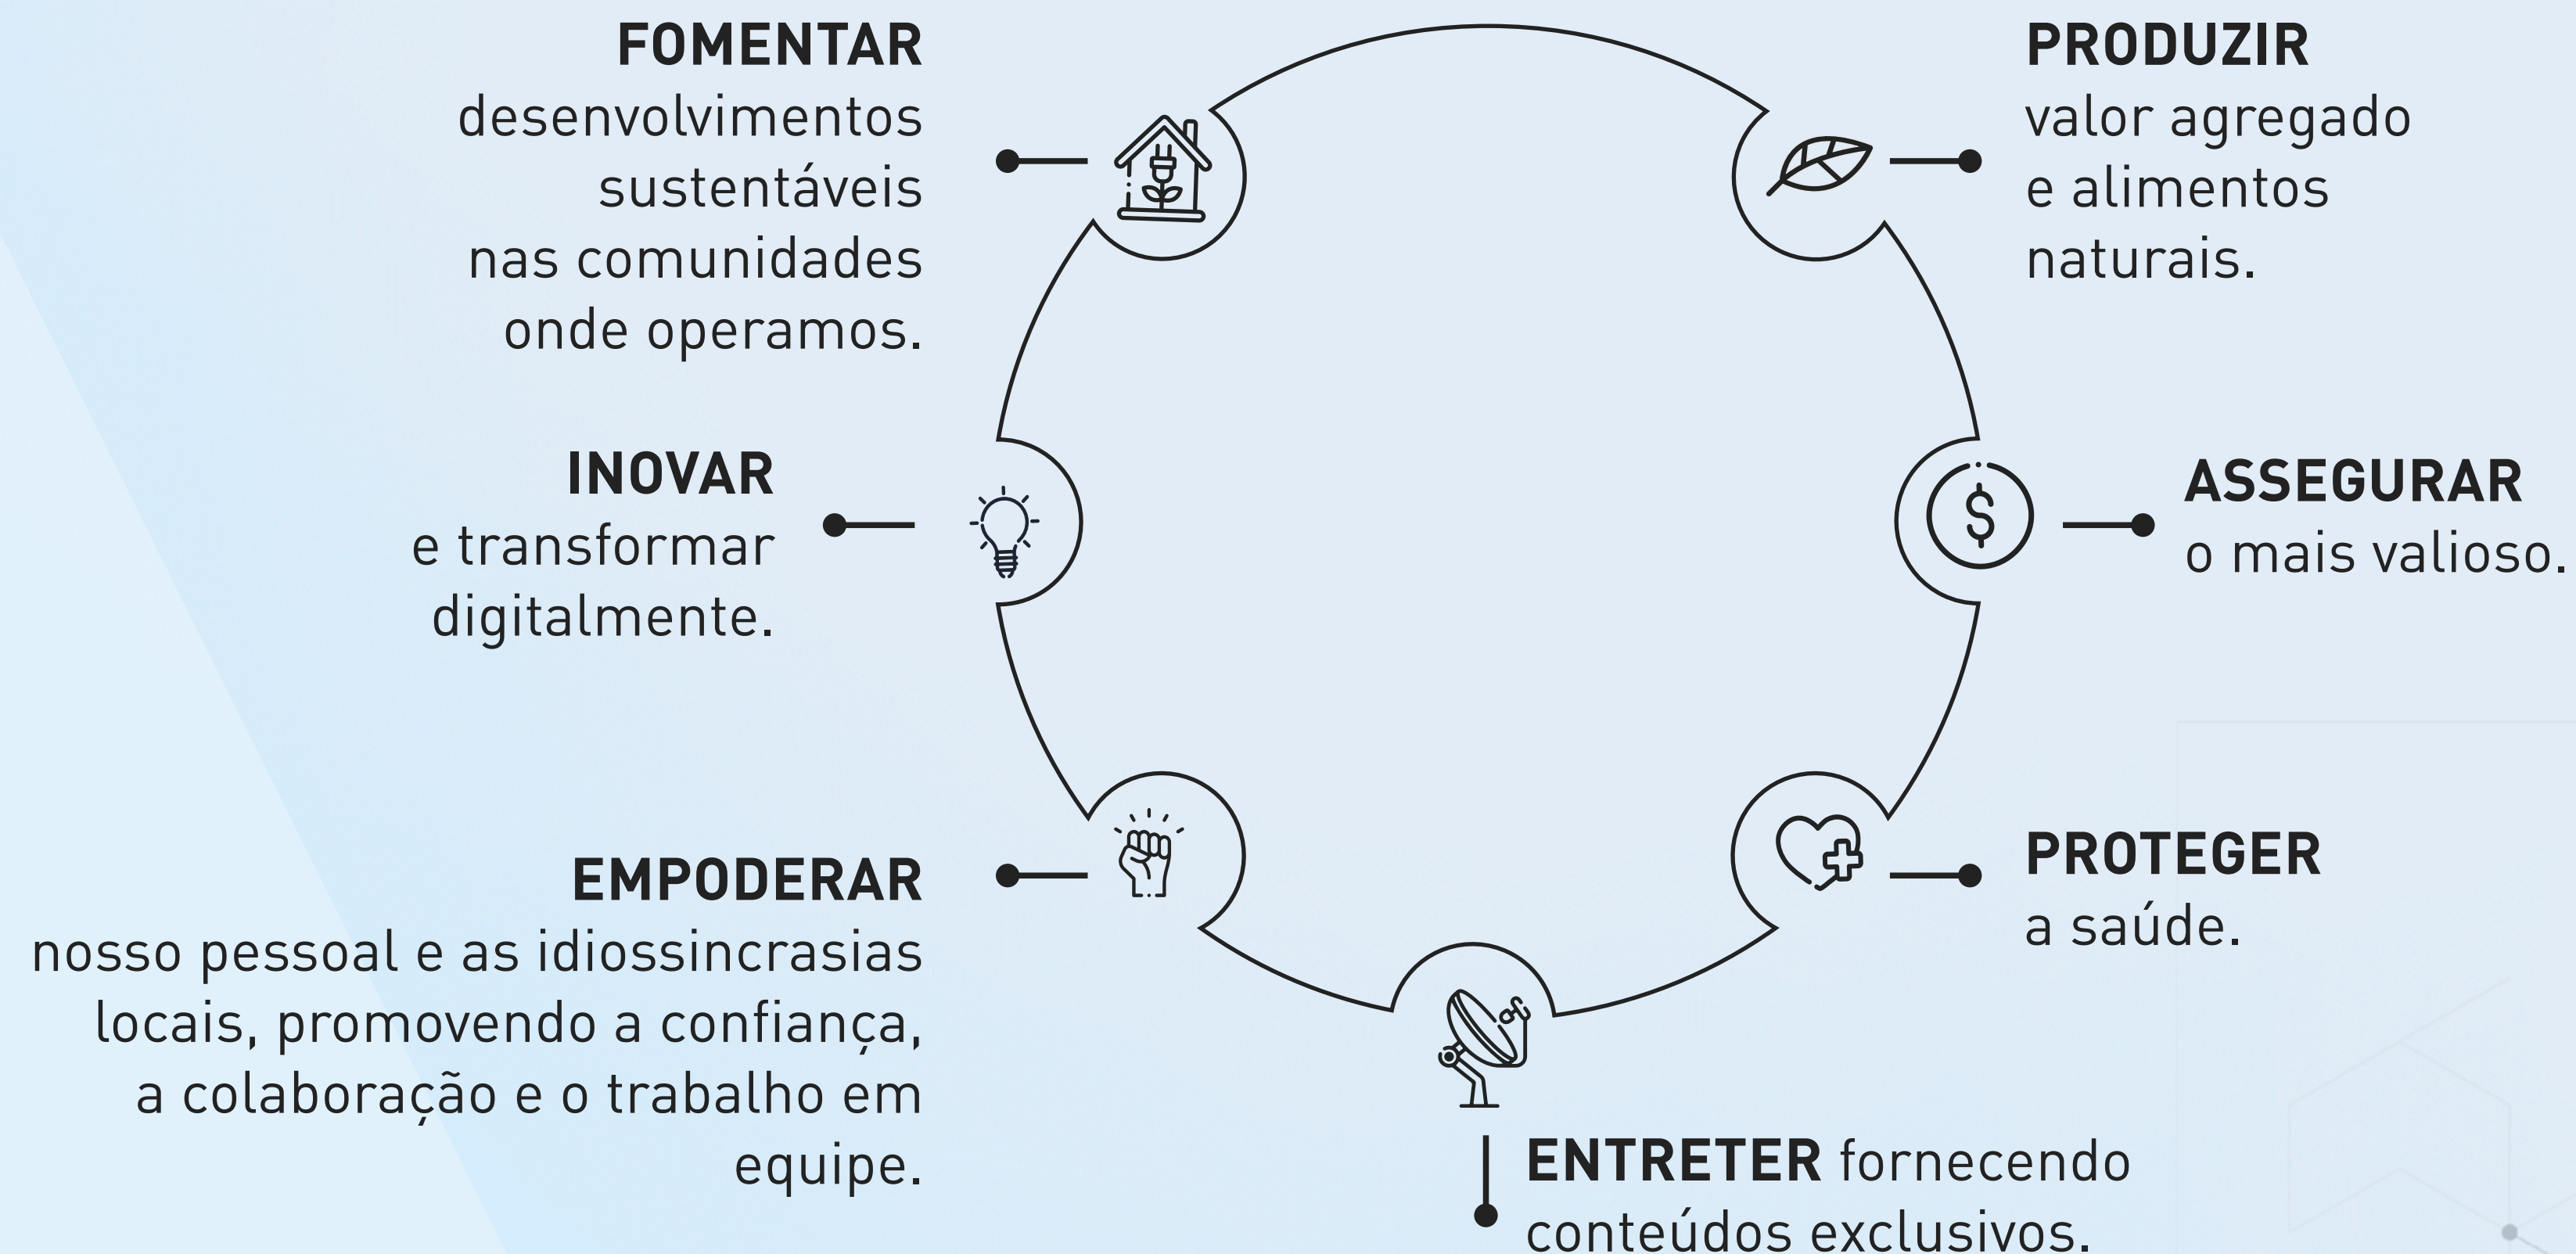 FOMENTAR
desenvolvimentos
sustentáveis
nas comunidades
onde operamos.
PRODUZIR
valor agregado
e alimentos
naturais.
INOVAR
e transformar
digitalmente.
$
ASSEGURAR
o mais valioso.
EMPODERAR
nosso pessoal e as idiossincrasias
locais, promovendo a confiança,
a colaboração e o trabalho em
equipe.
PROTEGER
a saúde.
ENTRETER fornecendo
conteúdos exclusivos.